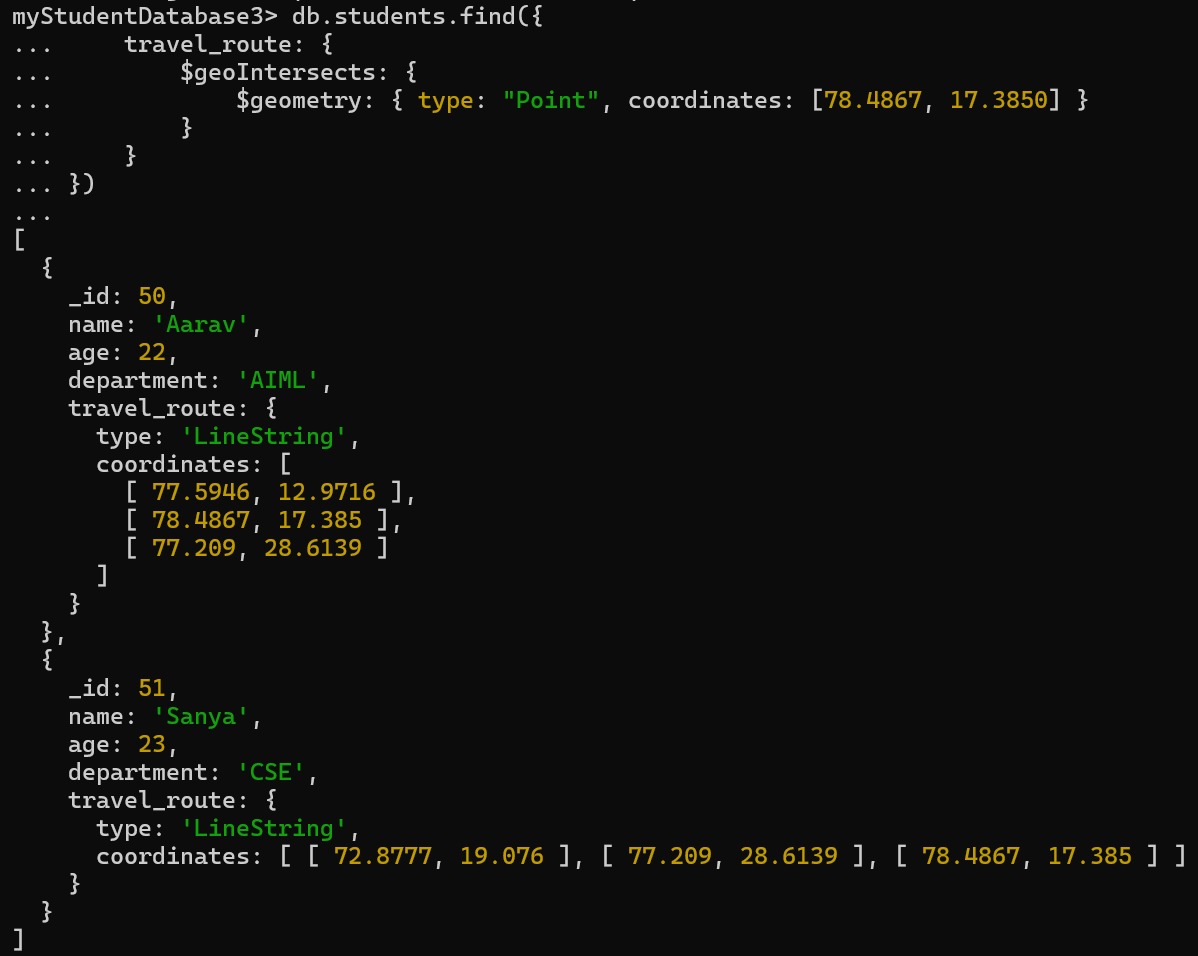 myStudentDatabase3> db.students.find({
...     travel_route: {
...         $geoIntersects: {
...             $geometry: { type: "Point", coordinates: [78.4867, 17.3850] }
...         }
...     }
... })
...
[
  {
    _id: 50,
    name: 'Aarav',
    age: 22,
    department: 'AIML',
    travel_route: {
      type: 'LineString',
      coordinates: [
        [ 77.5946, 12.9716 ],
        [ 78.4867, 17.385 ],
        [ 77.209, 28.6139 ]
      ]
    }
  },
  {
    _id: 51,
    name: 'Sanya',
    age: 23,
    department: 'CSE',
    travel_route: {
      type: 'LineString',
      coordinates: [ [ 72.8777, 19.076 ], [ 77.209, 28.6139 ], [ 78.4867, 17.385 ] ]
    }
  }
]